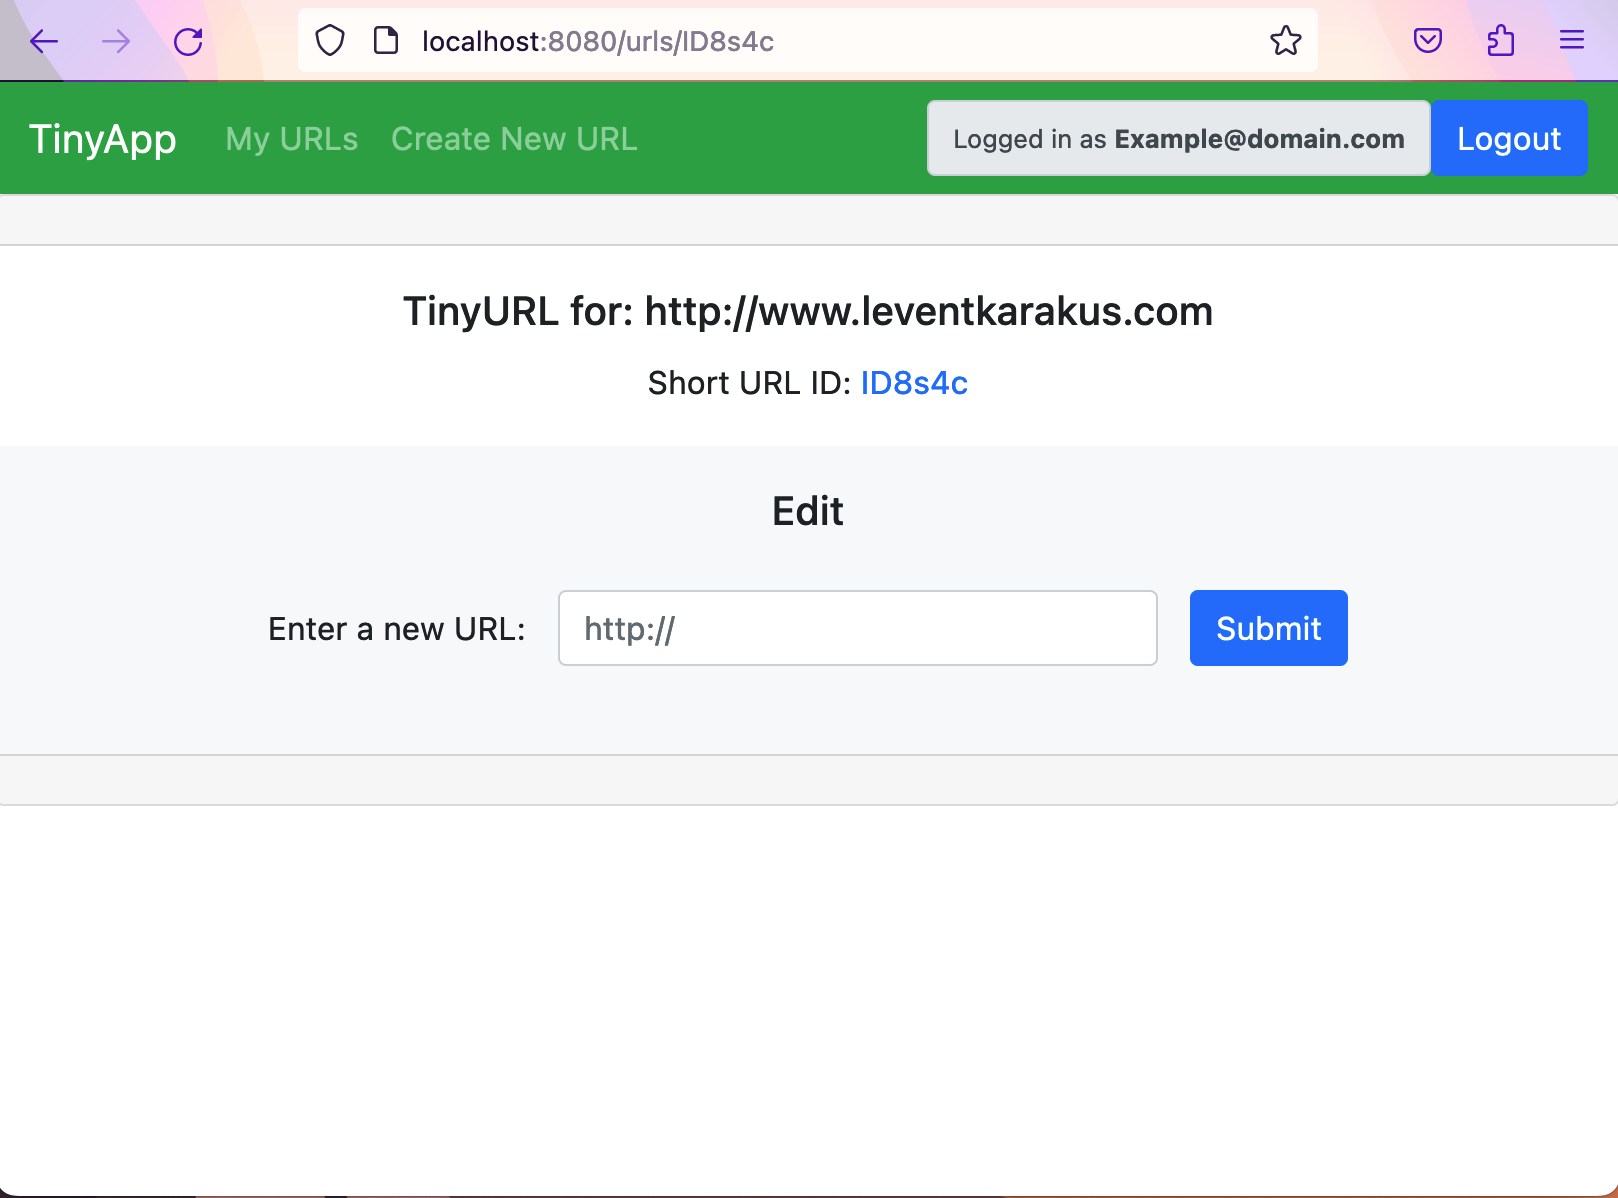 localhost:8080/urls/ID8s4c
TinyApp My URLs Create New URL Logged in as Example@domain.com Logout
TinyURL for: http://www.leventkarakus.com
Short URL ID: ID8s4c
Edit
Enter a new URL: http:// Submit